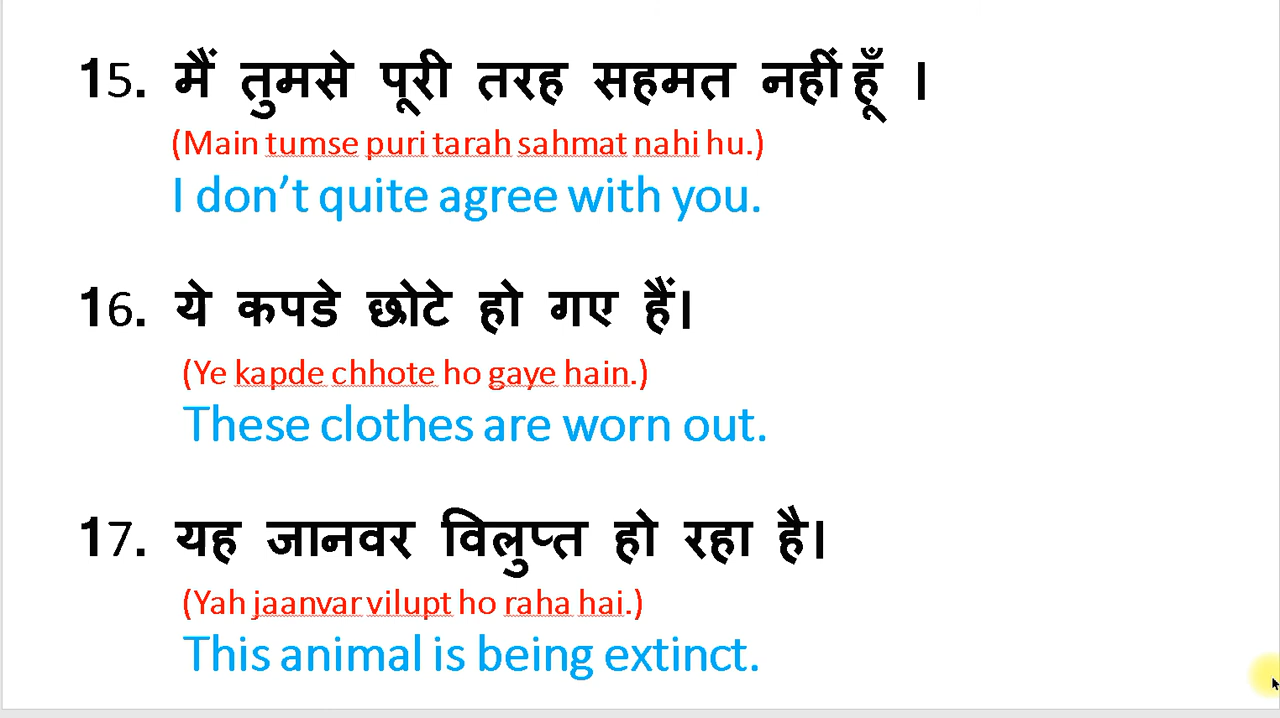 15. मैं तुमसे पूरी तरह सहमत नहीं हूँ ।
(Main tumse puri tarah sahmat nahi hu.)
I don’t quite agree with you.
16. ये कपडे छोटे हो गए हैं।
(Ye kapde chhote ho gaye hain.)
These clothes are worn out.
17. यह जानवर विलुप्त हो रहा है।
(Yah jaanvar vilupt ho raha hai.)
This animal is being extinct.